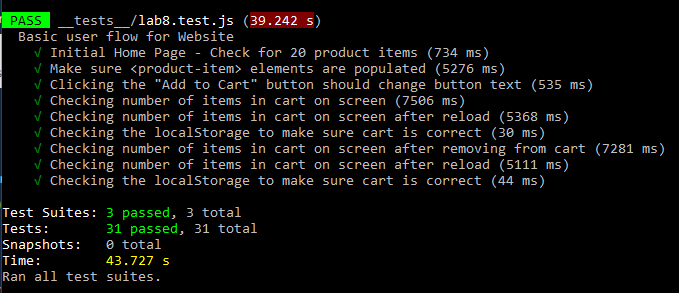 PASS __tests__/lab8.test.js (39.242 s)
Basic user flow for Website
√ Initial Home Page - Check for 20 product items (734 ms)
√ Make sure <product-item> elements are populated (5276 ms)
√ Clicking the "Add to Cart" button should change button text (535 ms)
√ Checking number of items in cart on screen (7506 ms)
√ Checking number of items in cart on screen after reload (5368 ms)
√ Checking the localStorage to make sure cart is correct (30 ms)
√ Checking number of items in cart on screen after removing from cart (7281 ms)
√ Checking number of items in cart on screen after reload (5111 ms)
√ Checking the localStorage to make sure cart is correct (44 ms)
Test Suites: 3 passed, 3 total
Tests: 31 passed, 31 total
Snapshots: 0 total
Time: 43.727 s
Ran all test suites.